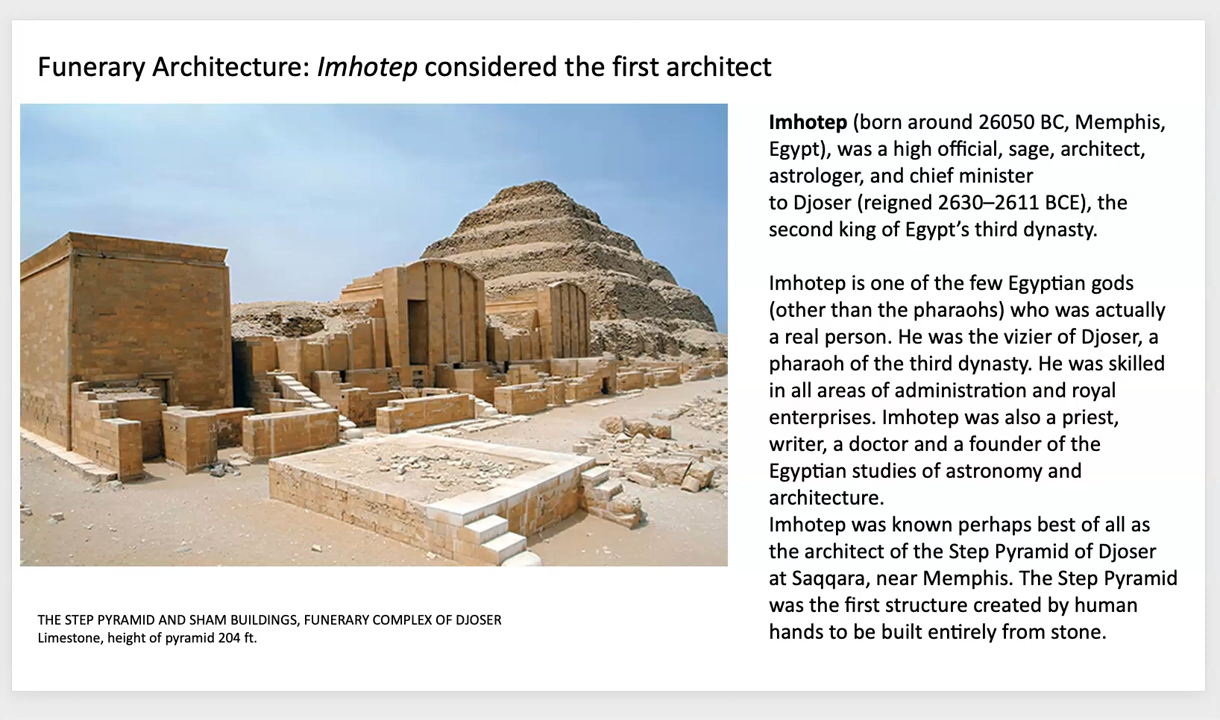 Funerary Architecture: Imhotep considered the first architect
Imhotep (born around 26050 BC, Memphis,
Egypt), was a high official, sage, architect,
astrologer, and chief minister
to Djoser (reigned 2630–2611 BCE), the
second king of Egypt’s third dynasty.
Imhotep is one of the few Egyptian gods
(other than the pharaohs) who was actually
a real person. He was the vizier of Djoser, a
pharaoh of the third dynasty. He was skilled
in all areas of administration and royal
enterprises. Imhotep was also a priest,
writer, a doctor and a founder of the
Egyptian studies of astronomy and
architecture.
Imhotep was known perhaps best of all as
the architect of the Step Pyramid of Djoser
at Saqqara, near Memphis. The Step Pyramid
was the first structure created by human
hands to be built entirely from stone.
THE STEP PYRAMID AND SHAM BUILDINGS, FUNERARY COMPLEX OF DJOSER
Limestone, height of pyramid 204 ft.